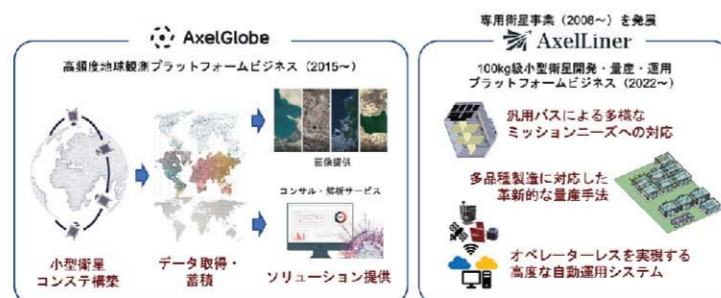 AxelGlobe
高頻度地球観測プラットフォームビジネス（2015～）
小型衛星
コンステ構築
データ取得・
蓄積
画像提供
コンサル・解析サービス
ソリューション提供
専用衛星事業（2008～）を発展
AxelLiner
100kg級小型衛星開発・量産・運用
プラットフォームビジネス（2022～）
汎用バスによる多様な
ミッションニーズへの対応
多品種製造に対応した
革新的な量産手法
オペレーターレスを実現する
高度な自動運用システム